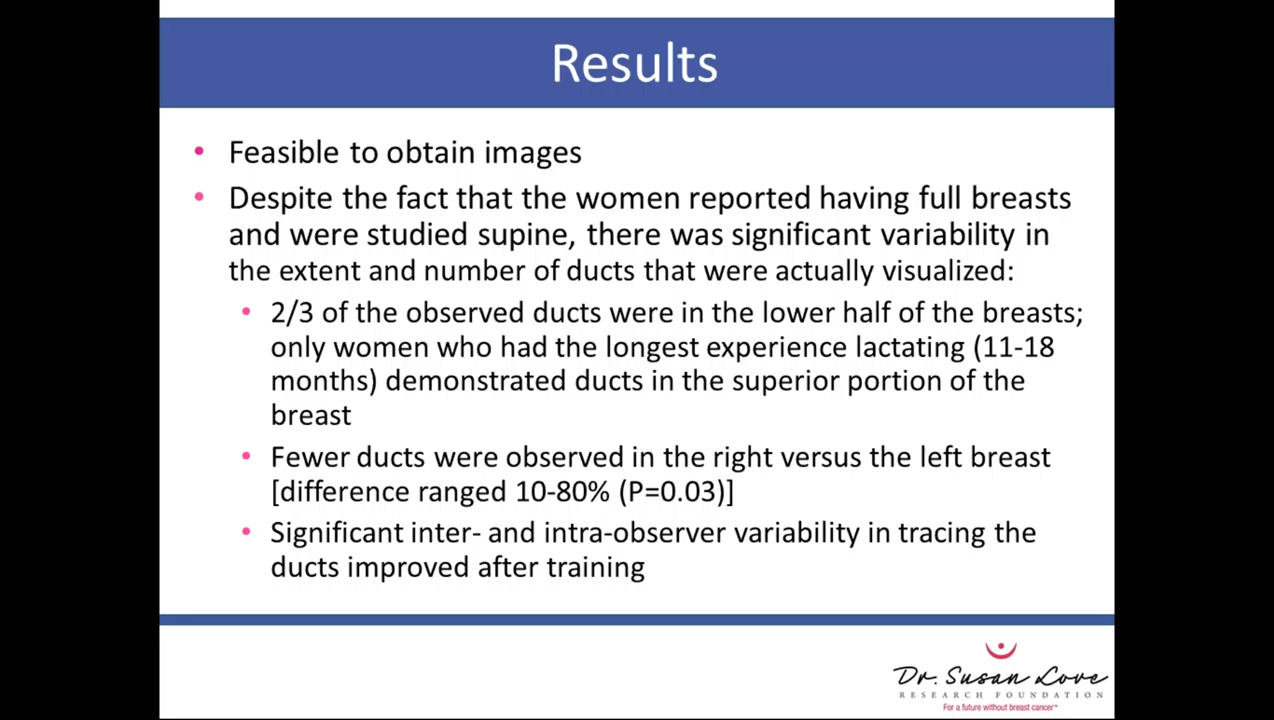 Results
• Feasible to obtain images
• Despite the fact that the women reported having full breasts
and were studied supine, there was significant variability in
the extent and number of ducts that were actually visualized:
• 2/3 of the observed ducts were in the lower half of the breasts;
only women who had the longest experience lactating (11-18
months) demonstrated ducts in the superior portion of the
breast
• Fewer ducts were observed in the right versus the left breast
[difference ranged 10-80% (P=0.03)]
• Significant inter- and intra-observer variability in tracing the
ducts improved after training
Dr. Susan Love
RESEARCH FOUNDATION
For a future without breast cancer™